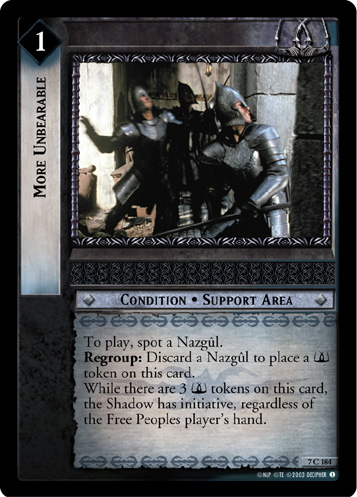 1
More Unbearable
Condition • Support Area
To play, spot a Nazgûl.
Regroup: Discard a Nazgûl to place a
token on this card.
While there are 3 tokens on this card,
the Shadow has initiative, regardless of
the Free Peoples player's hand.
7 C 184
©NLP ©TE ©2003 DECIPHER